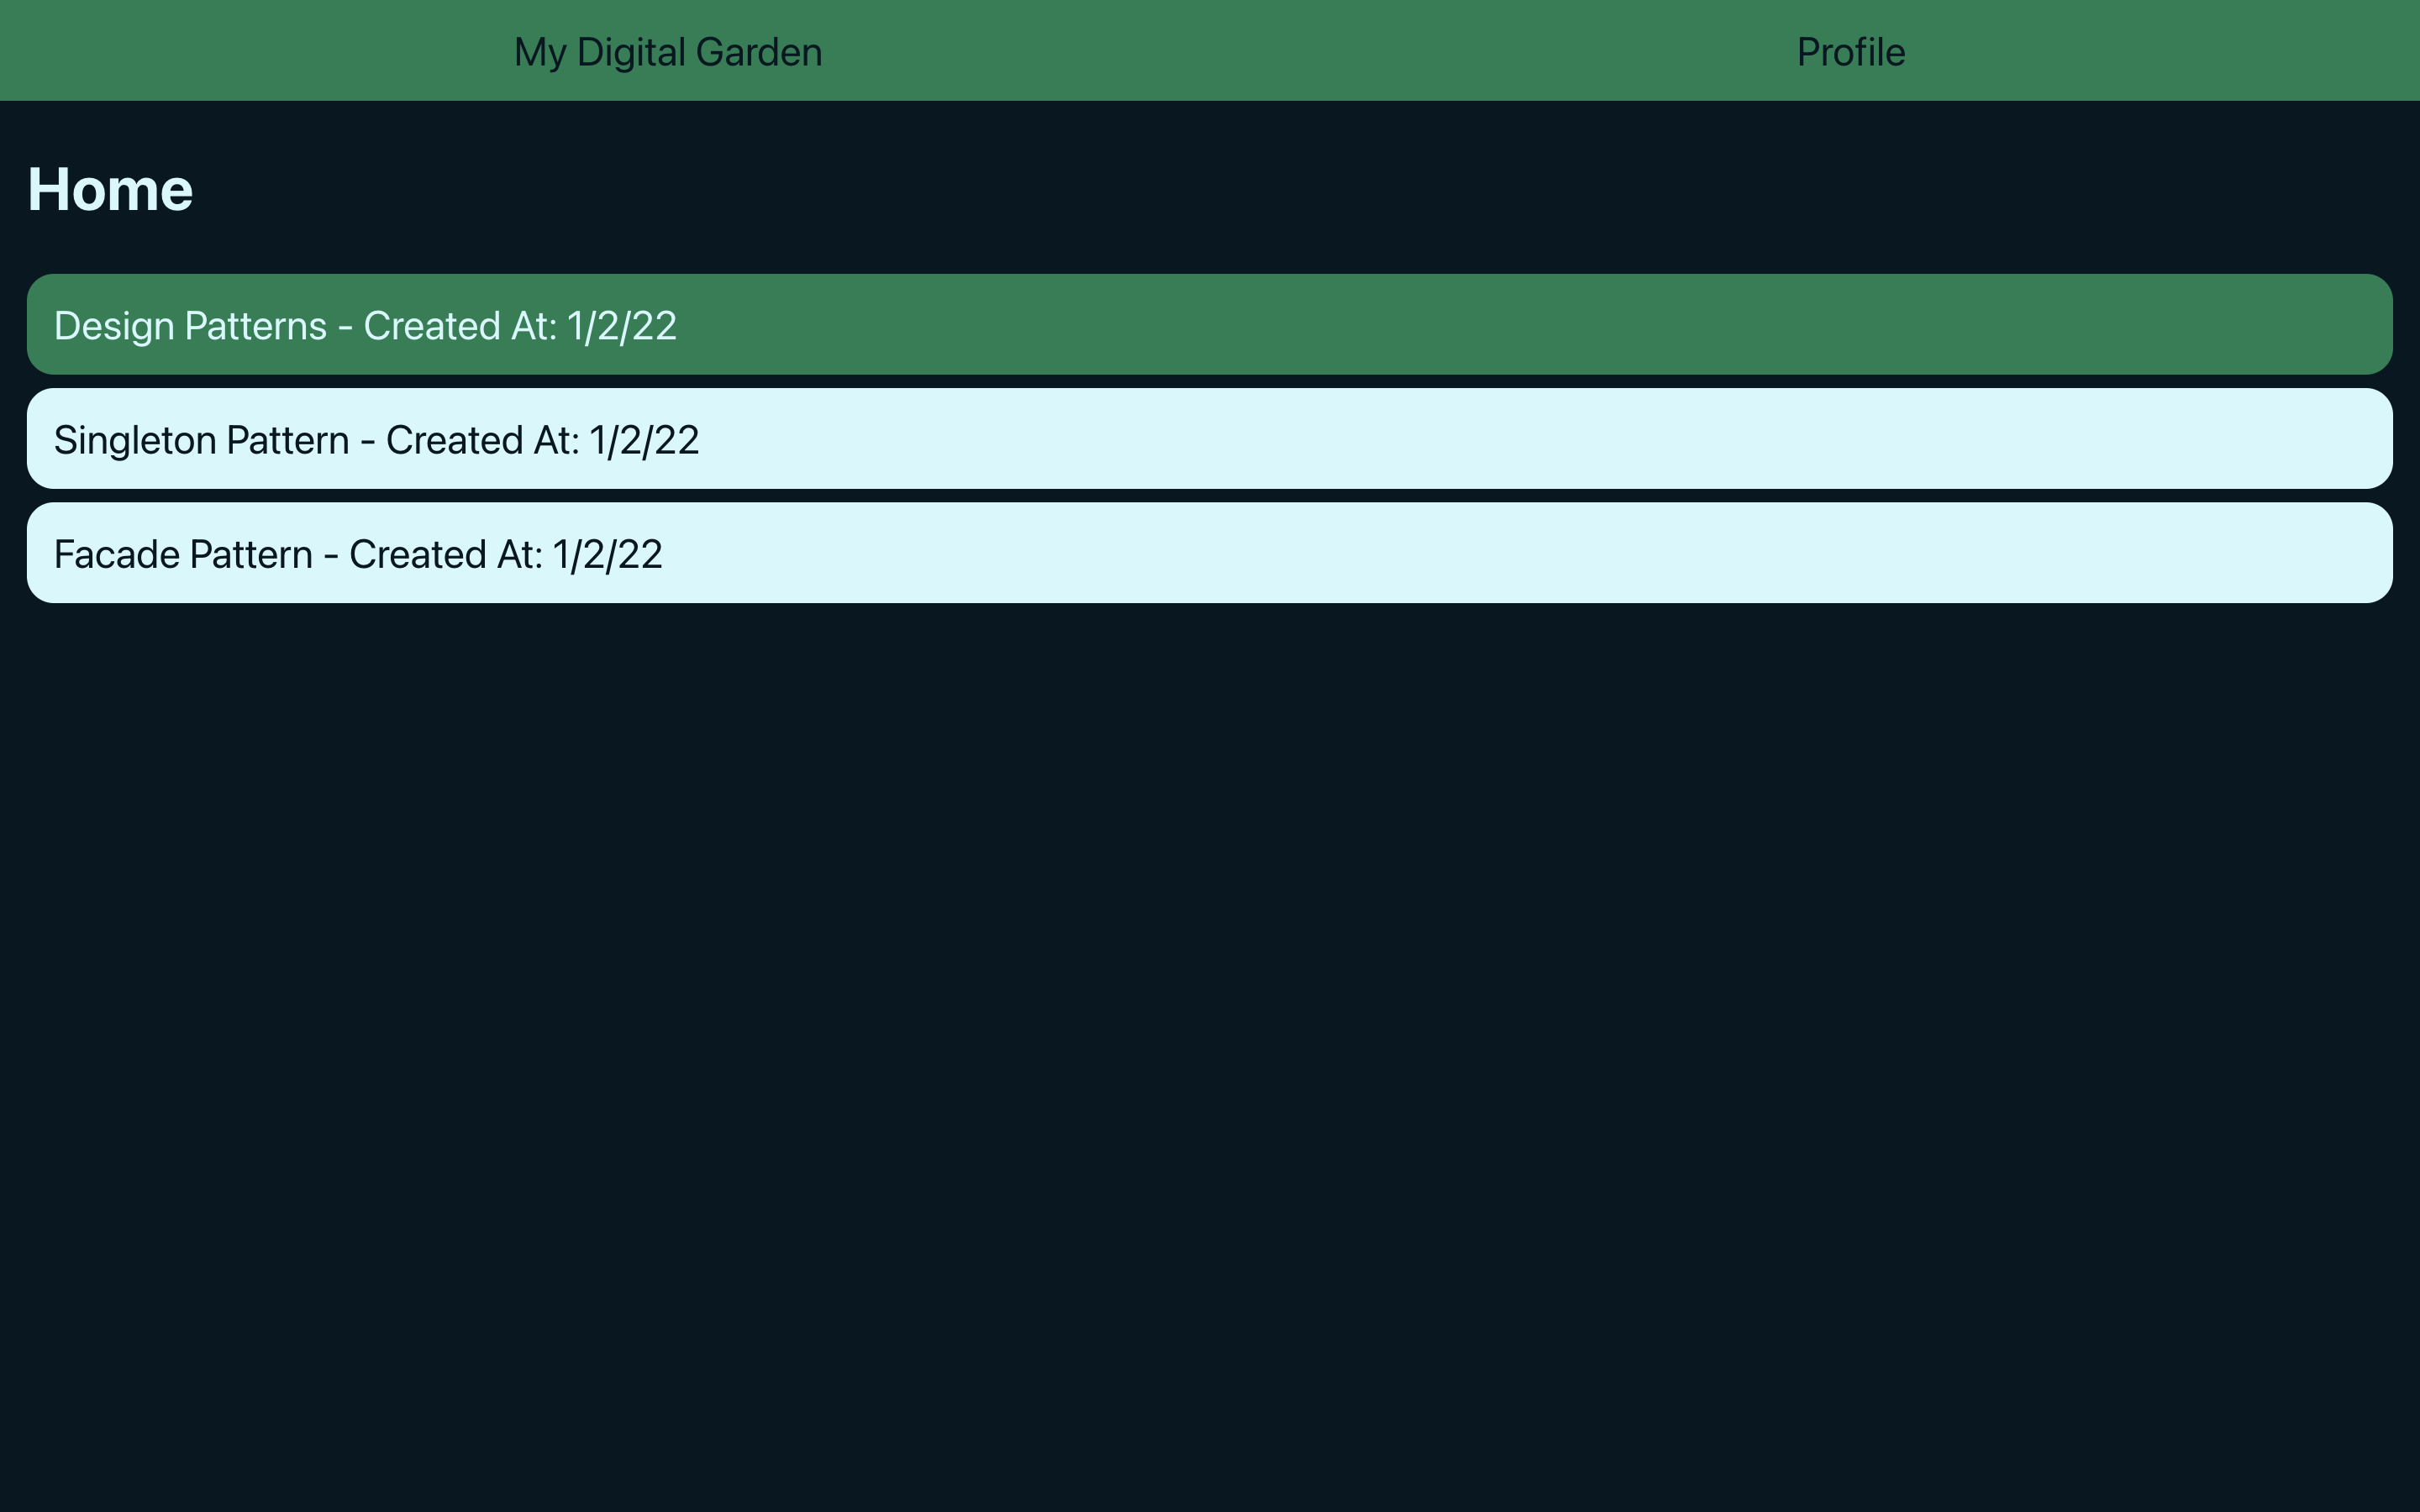 My Digital Garden Profile
Home
Design Patterns - Created At: 1/2/22
Singleton Pattern - Created At: 1/2/22
Facade Pattern - Created At: 1/2/22